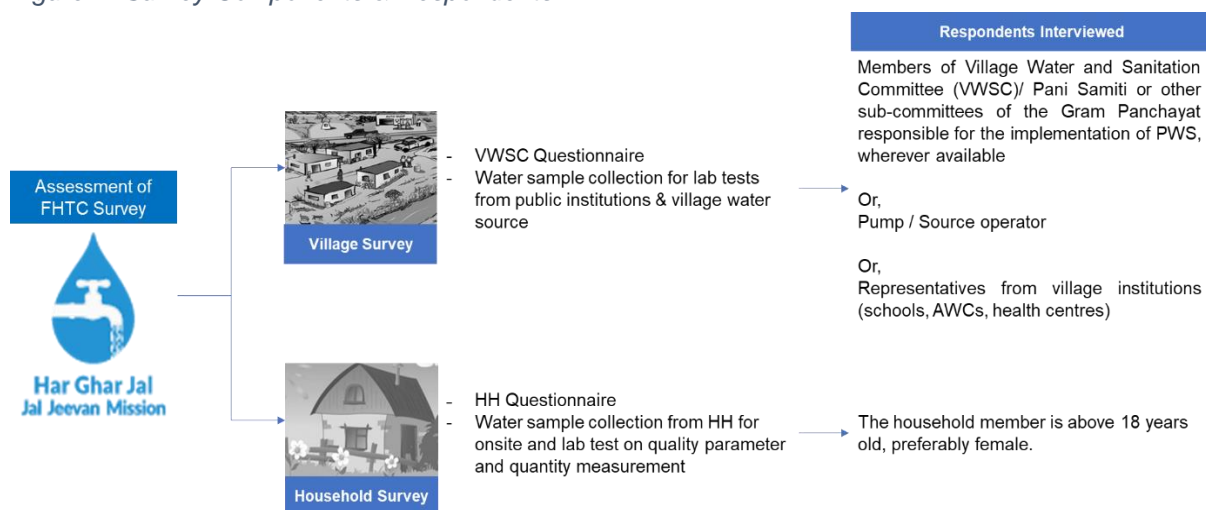 Respondents Interviewed
Members of Village Water and Sanitation
Committee (VWSC)/ Pani Samiti or other
sub-committees of the Gram Panchayat
responsible for the implementation of PWS,
wherever available
Or,
Pump / Source operator
Or,
Representatives from village institutions
(schools, AWCs, health centres)
- VWSC Questionnaire
- Water sample collection for lab tests
from public institutions & village water
source
Village Survey
Assessment of
FHTC Survey
Har Ghar Jal
Jal Jeevan Mission
- HH Questionnaire
- Water sample collection from HH for
onsite and lab test on quality parameter
and quantity measurement
Household Survey
The household member is above 18 years
old, preferably female.